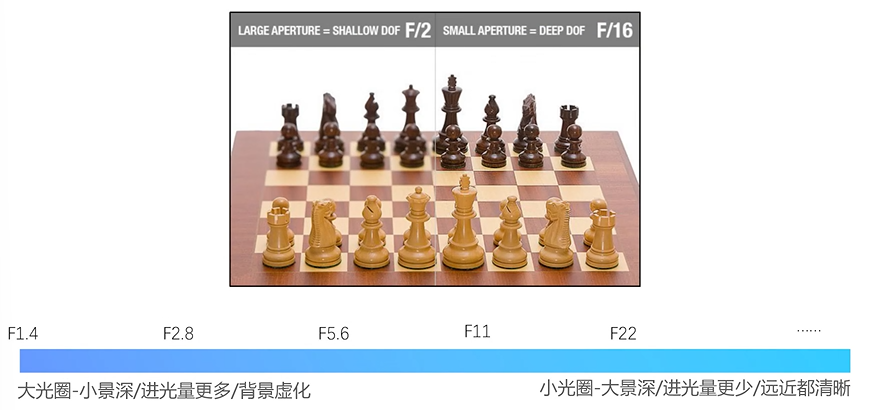 LARGE APERTURE = SHALLOW DOF F/2 SMALL APERTURE = DEEP DOF F/16
F1.4 F2.8 F5.6 F11 F22 ······
大光圈-小景深/进光量更多/背景虚化 小光圈-大景深/进光量更少/远近都清晰